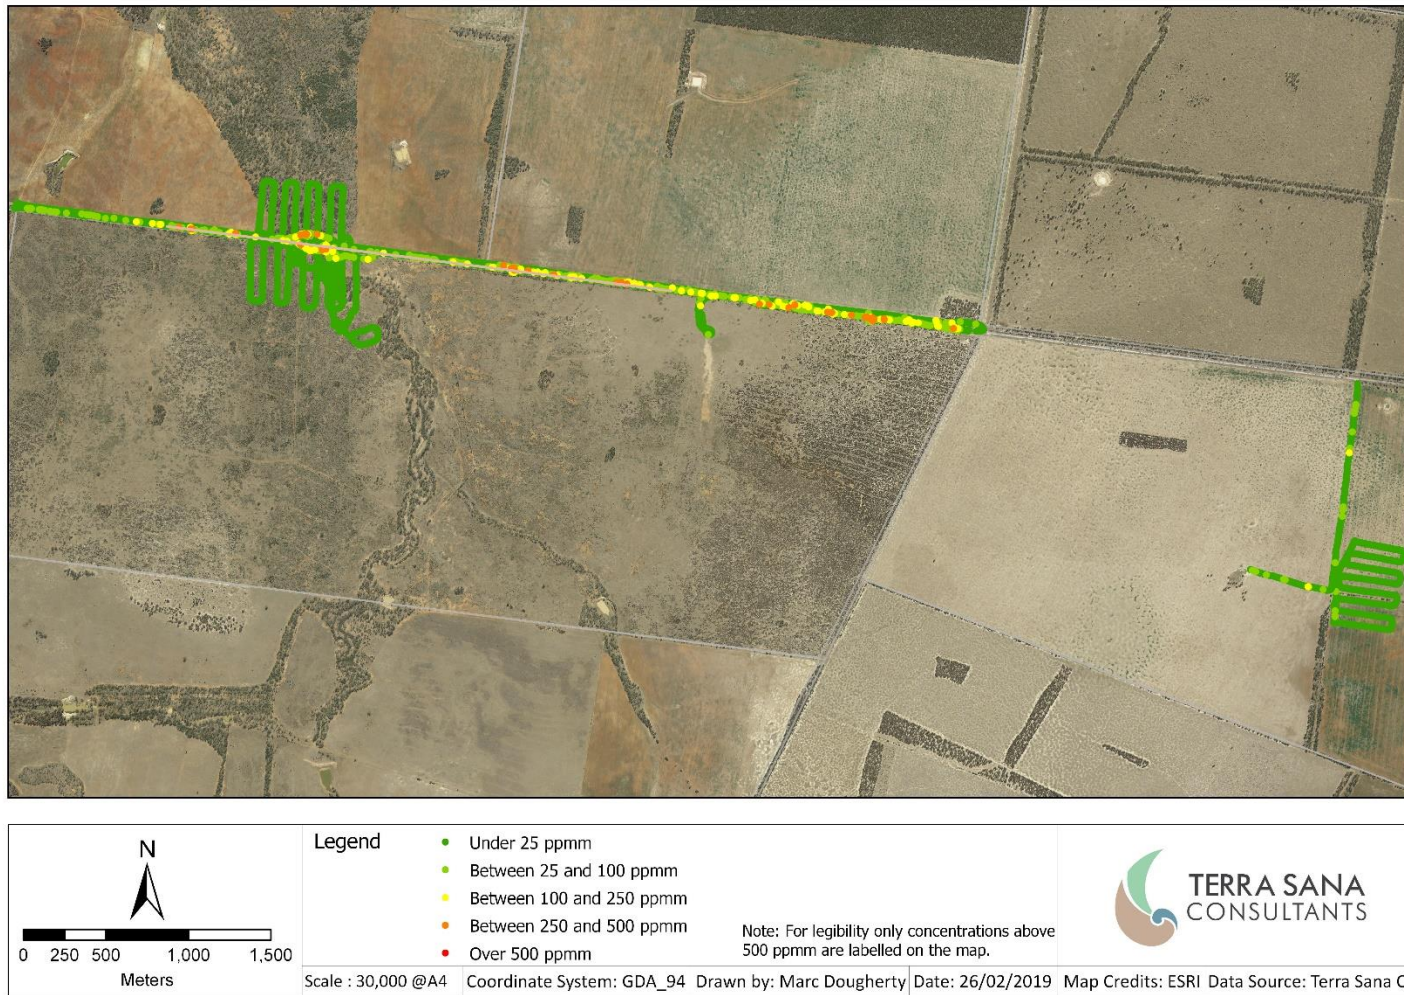 N
0 250 500 1,000 1,500
Meters
Legend
Under 25 ppmm
Between 25 and 100 ppmm
Between 100 and 250 ppmm
Between 250 and 500 ppmm
Over 500 ppmm
Note: For legibility only concentrations above
500 ppmm are labelled on the map.
TERRA SANA
CONSULTANTS
Scale : 30,000 @A4 Coordinate System: GDA_94 Drawn by: Marc Dougherty Date: 26/02/2019 Map Credits: ESRI Data Source: Terra Sana